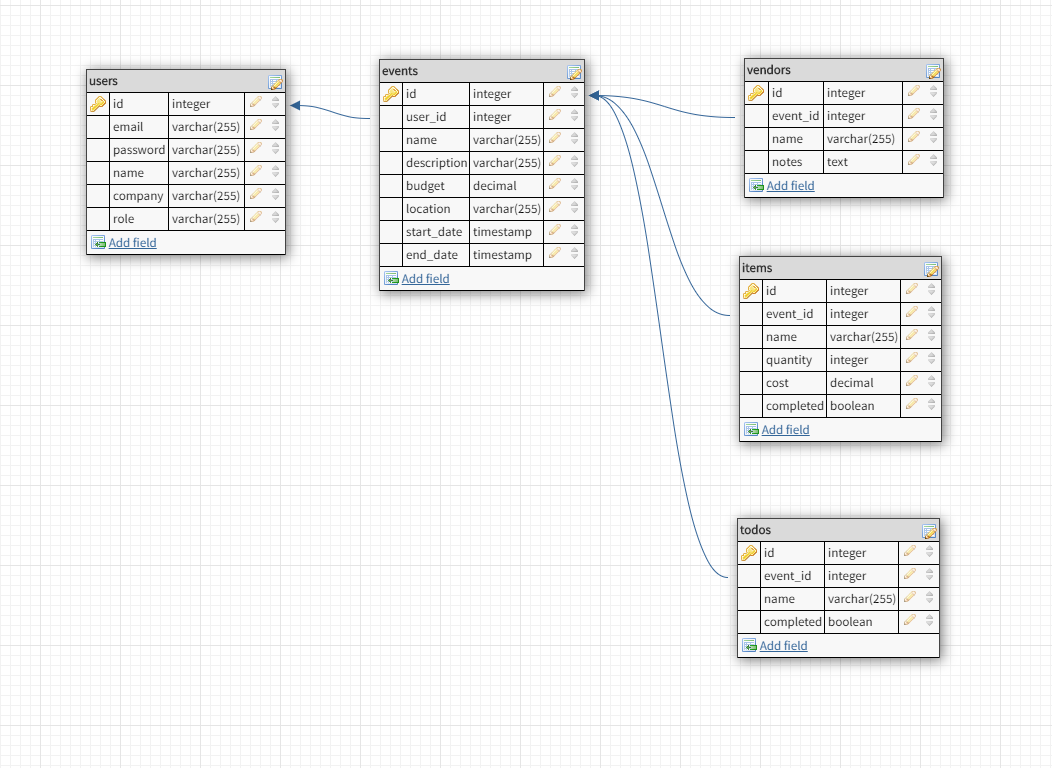 users
id integer
email varchar(255)
password varchar(255)
name varchar(255)
company varchar(255)
role varchar(255)
Add field
events
id integer
user_id integer
name varchar(255)
description varchar(255)
budget decimal
location varchar(255)
start_date timestamp
end_date timestamp
Add field
vendors
id integer
event_id integer
name varchar(255)
notes text
Add field
items
id integer
event_id integer
name varchar(255)
quantity integer
cost decimal
completed boolean
Add field
todos
id integer
event_id integer
name varchar(255)
completed boolean
Add field